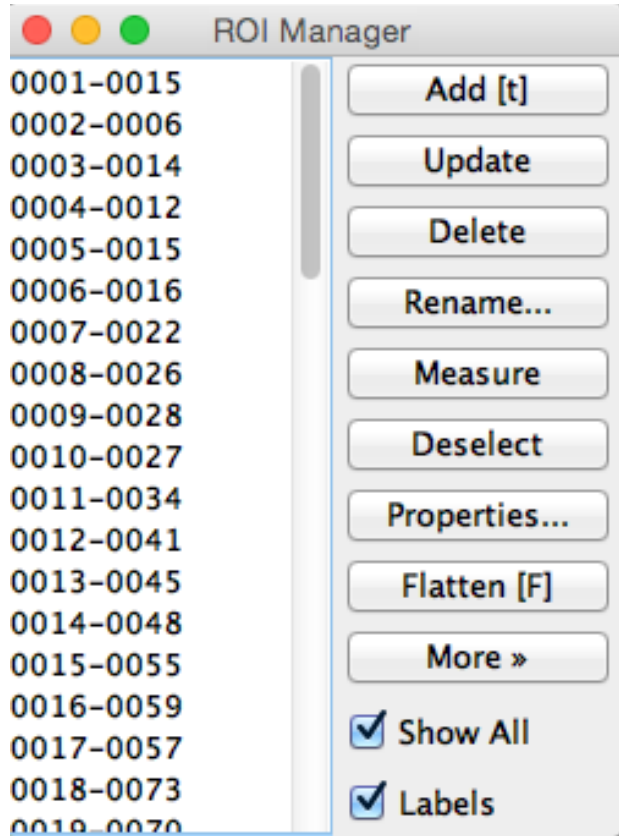 ROI Manager
0001-0015
0002-0006
0003-0014
0004-0012
0005-0015
0006-0016
0007-0022
0008-0026
0009-0028
0010-0027
0011-0034
0012-0041
0013-0045
0014-0048
0015-0055
0016-0059
0017-0057
0018-0073
0019-0070
Add [t]
Update
Delete
Rename...
Measure
Deselect
Properties...
Flatten [F]
More »
Show All
Labels